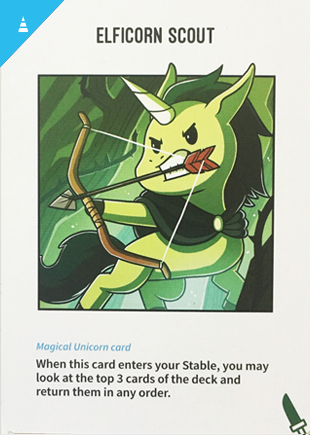 ELFICORN SCOUT
Magical Unicorn card
When this card enters your Stable, you may
look at the top 3 cards of the deck and
return them in any order.